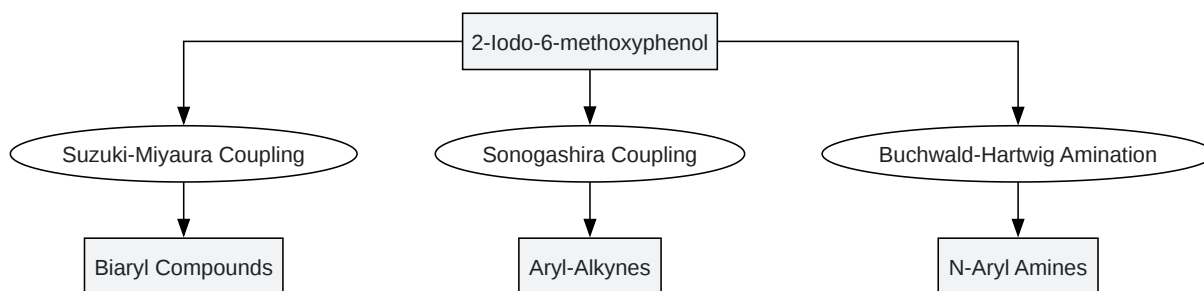 2-Iodo-6-methoxyphenol
Suzuki-Miyaura Coupling
Sonogashira Coupling
Buchwald-Hartwig Amination
Biaryl Compounds
Aryl-Alkynes
N-Aryl Amines